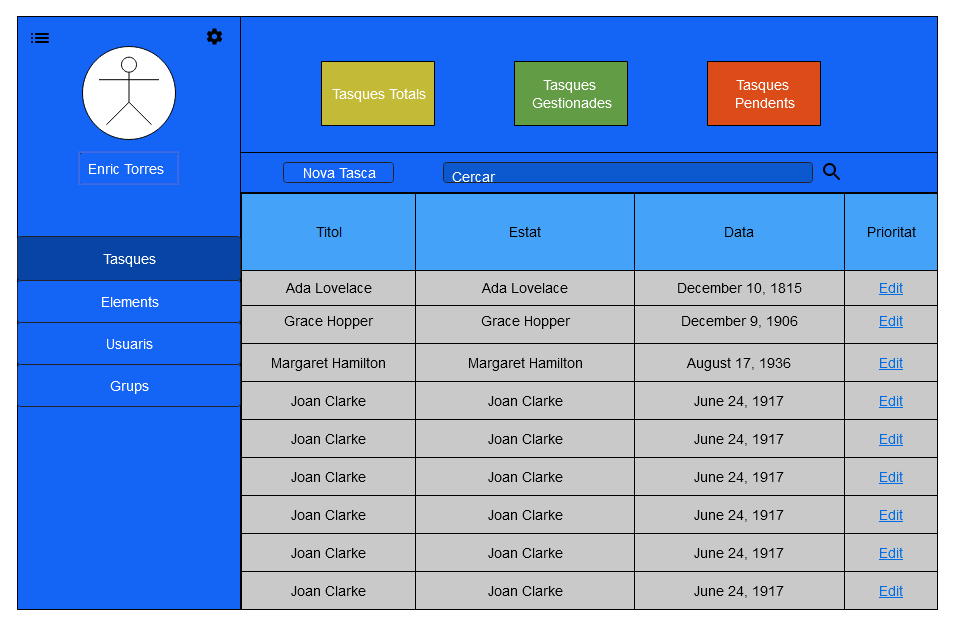 Enric Torres
Tasques
Elements
Usuaris
Grups
Tasques Totals
Tasques
Gestionades
Tasques
Pendents
Nova Tasca
Cercar
Titol Estat Data Prioritat
Ada Lovelace Ada Lovelace December 10, 1815 Edit
Grace Hopper Grace Hopper December 9, 1906 Edit
Margaret Hamilton Margaret Hamilton August 17, 1936 Edit
Joan Clarke Joan Clarke June 24, 1917 Edit
Joan Clarke Joan Clarke June 24, 1917 Edit
Joan Clarke Joan Clarke June 24, 1917 Edit
Joan Clarke Joan Clarke June 24, 1917 Edit
Joan Clarke Joan Clarke June 24, 1917 Edit
Joan Clarke Joan Clarke June 24, 1917 Edit